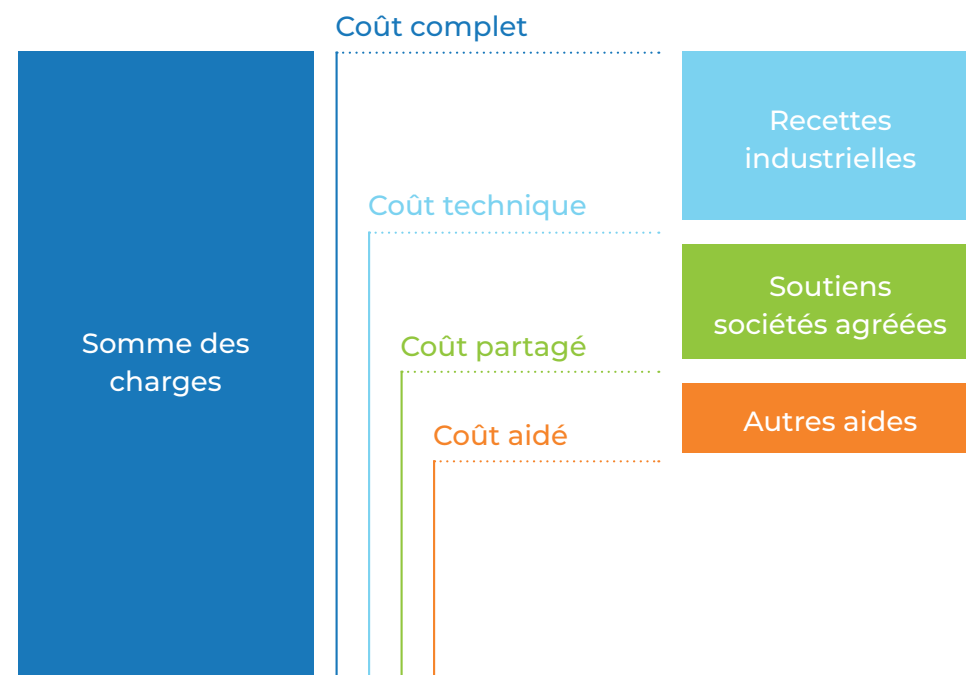 Coût complet
Recettes
industrielles
Coût technique
Soutiens
sociétés agréées
Somme des
charges
Coût partagé
Autres aides
Coût aidé